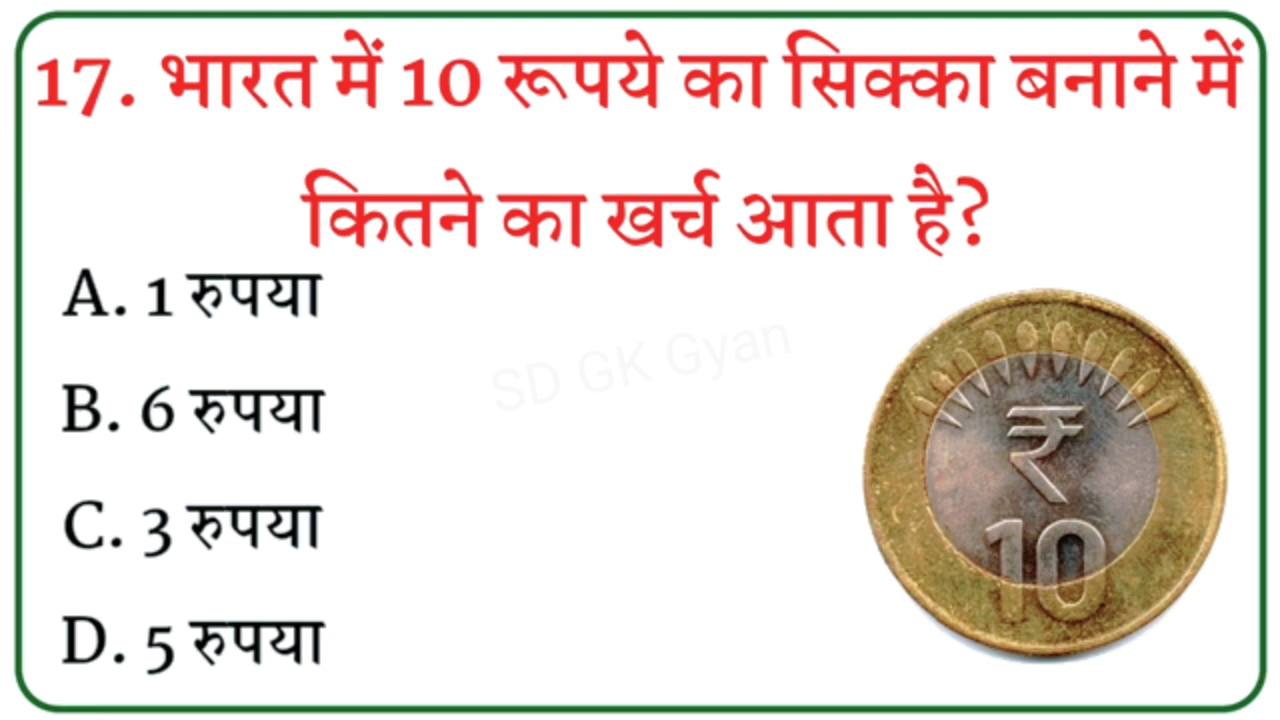 17. भारत में 10 रूपये का सिक्का बनाने में
कितने का खर्च आता है?
A. 1 रुपया
B. 6 रुपया
C. 3 रुपया
D. 5 रुपया
SD GK Gyan
₹
10